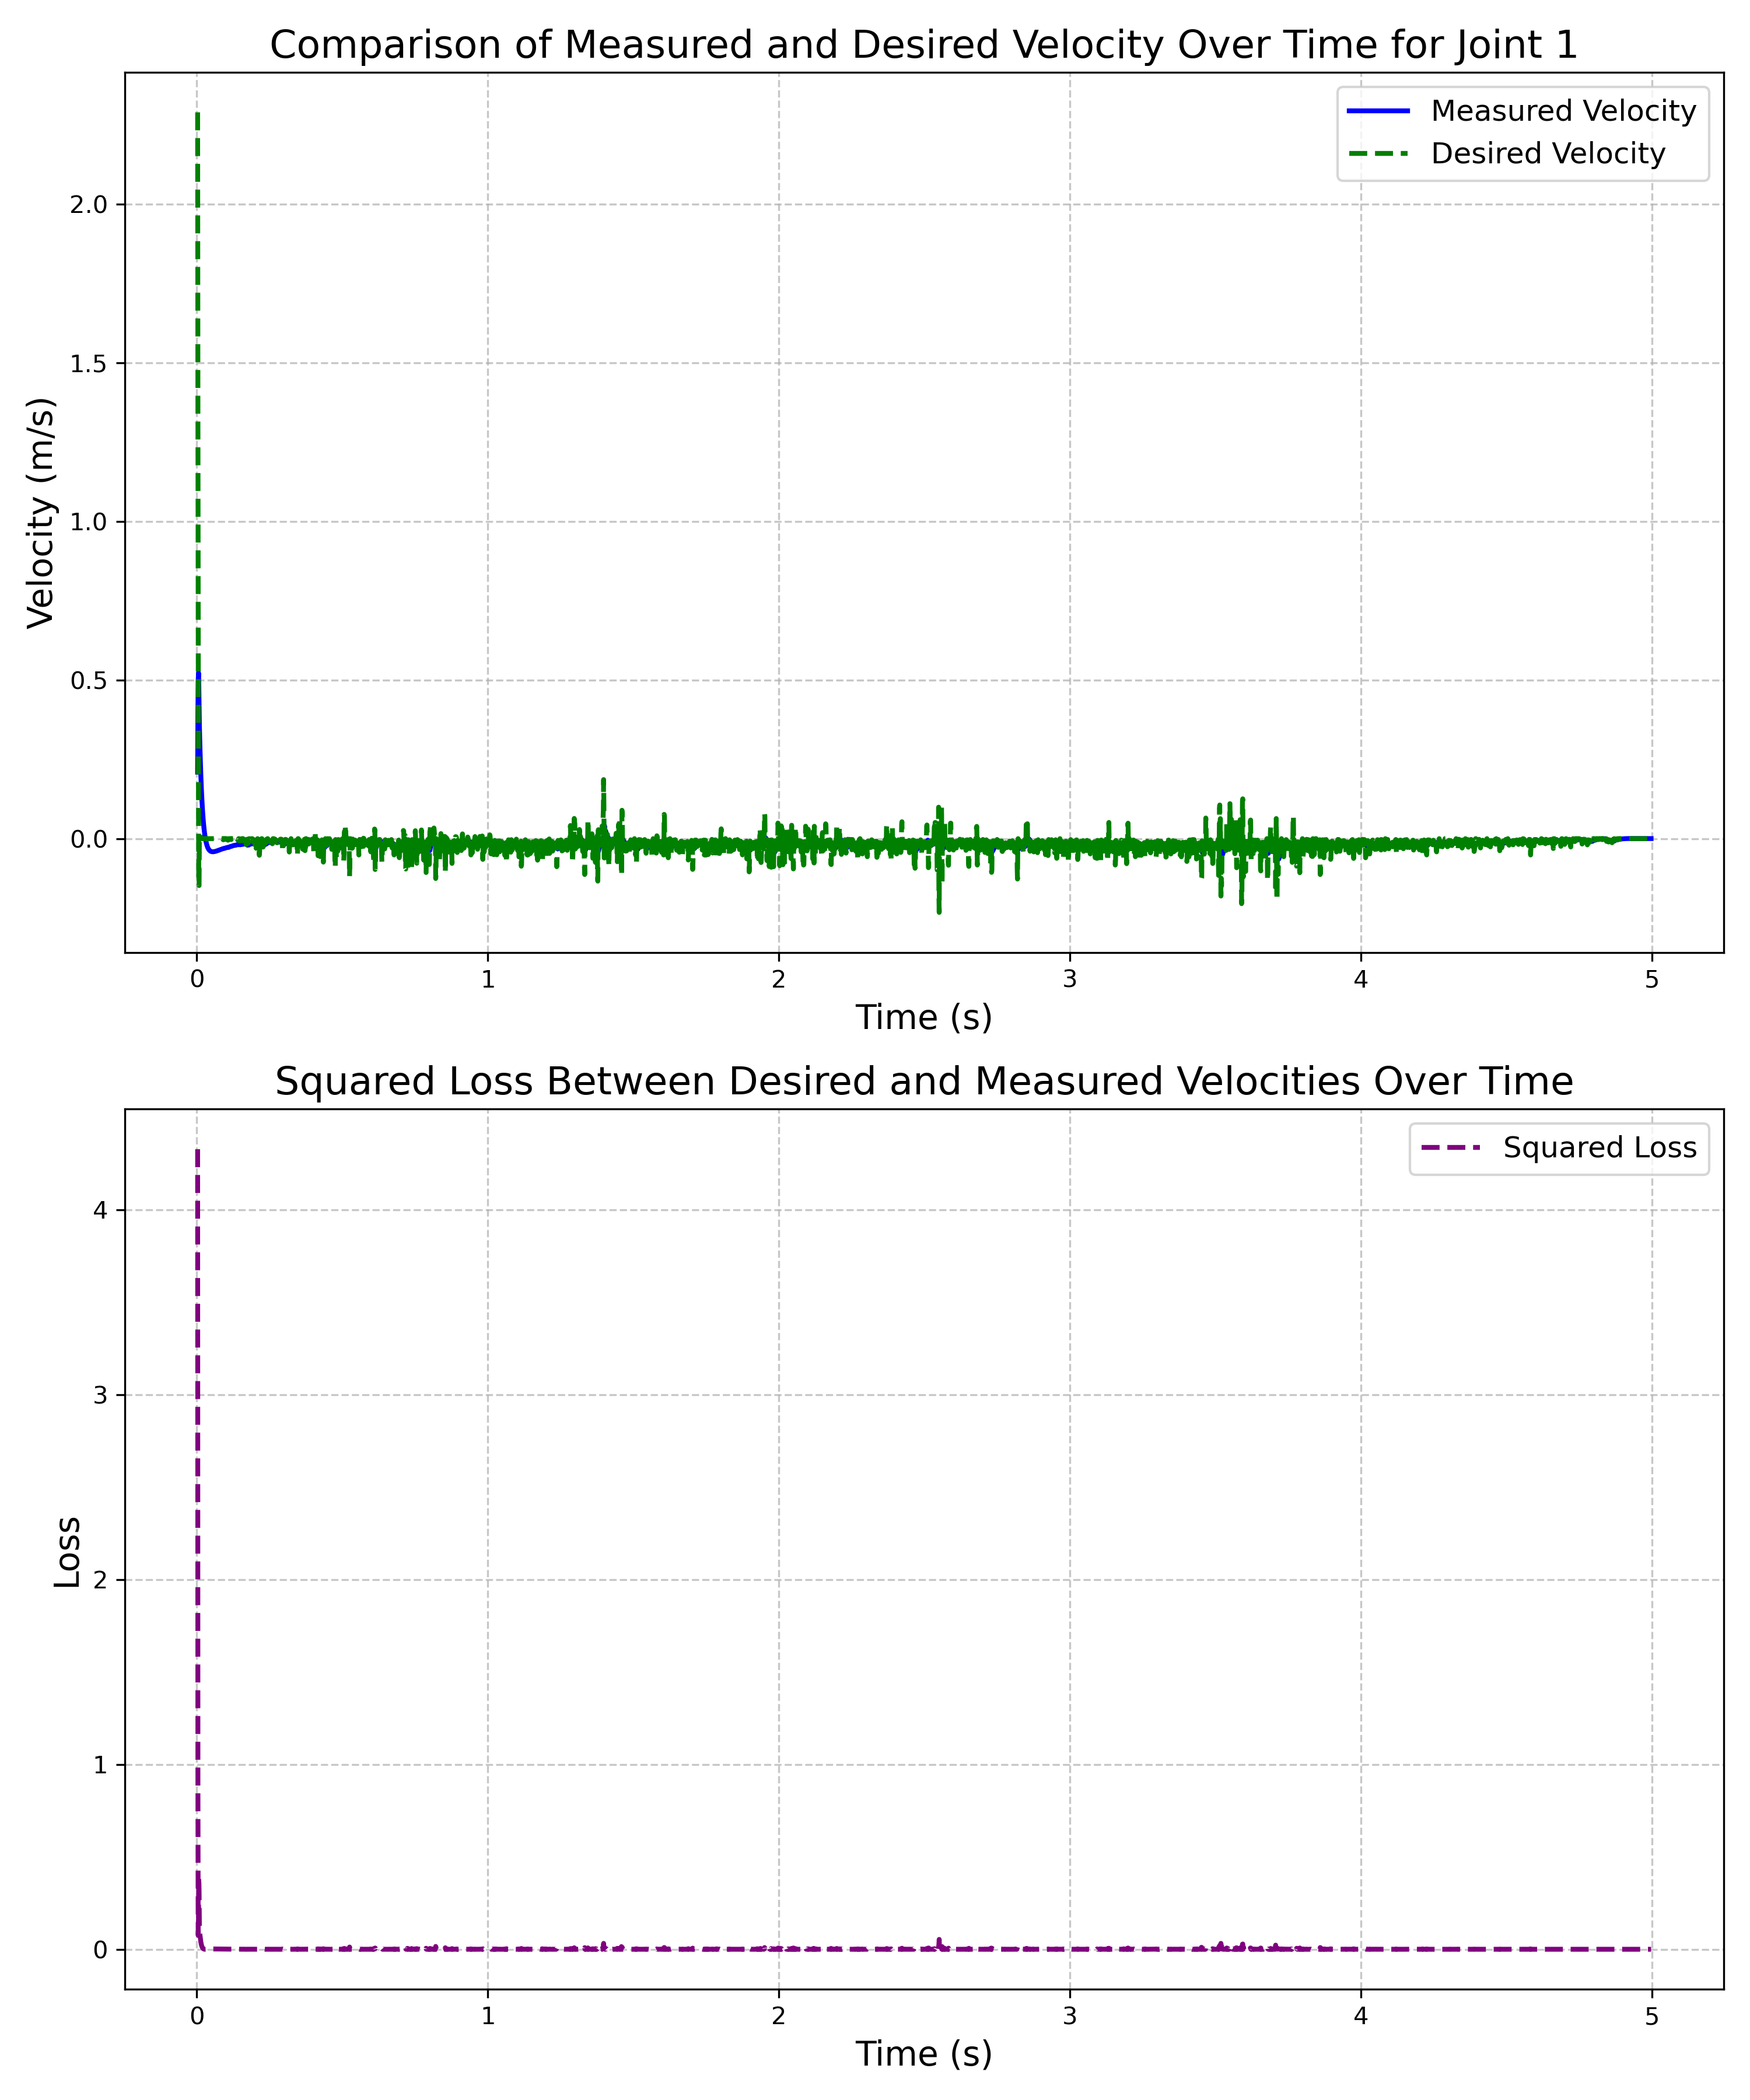 Comparison of Measured and Desired Velocity Over Time for Joint 1
Measured Velocity
Desired Velocity
Velocity (m/s)
2.0
1.5
1.0
0.5
0.0
0 1 2 3 4 5
Time (s)
Squared Loss Between Desired and Measured Velocities Over Time
Squared Loss
Loss
4
3
2
1
0
0 1 2 3 4 5
Time (s)